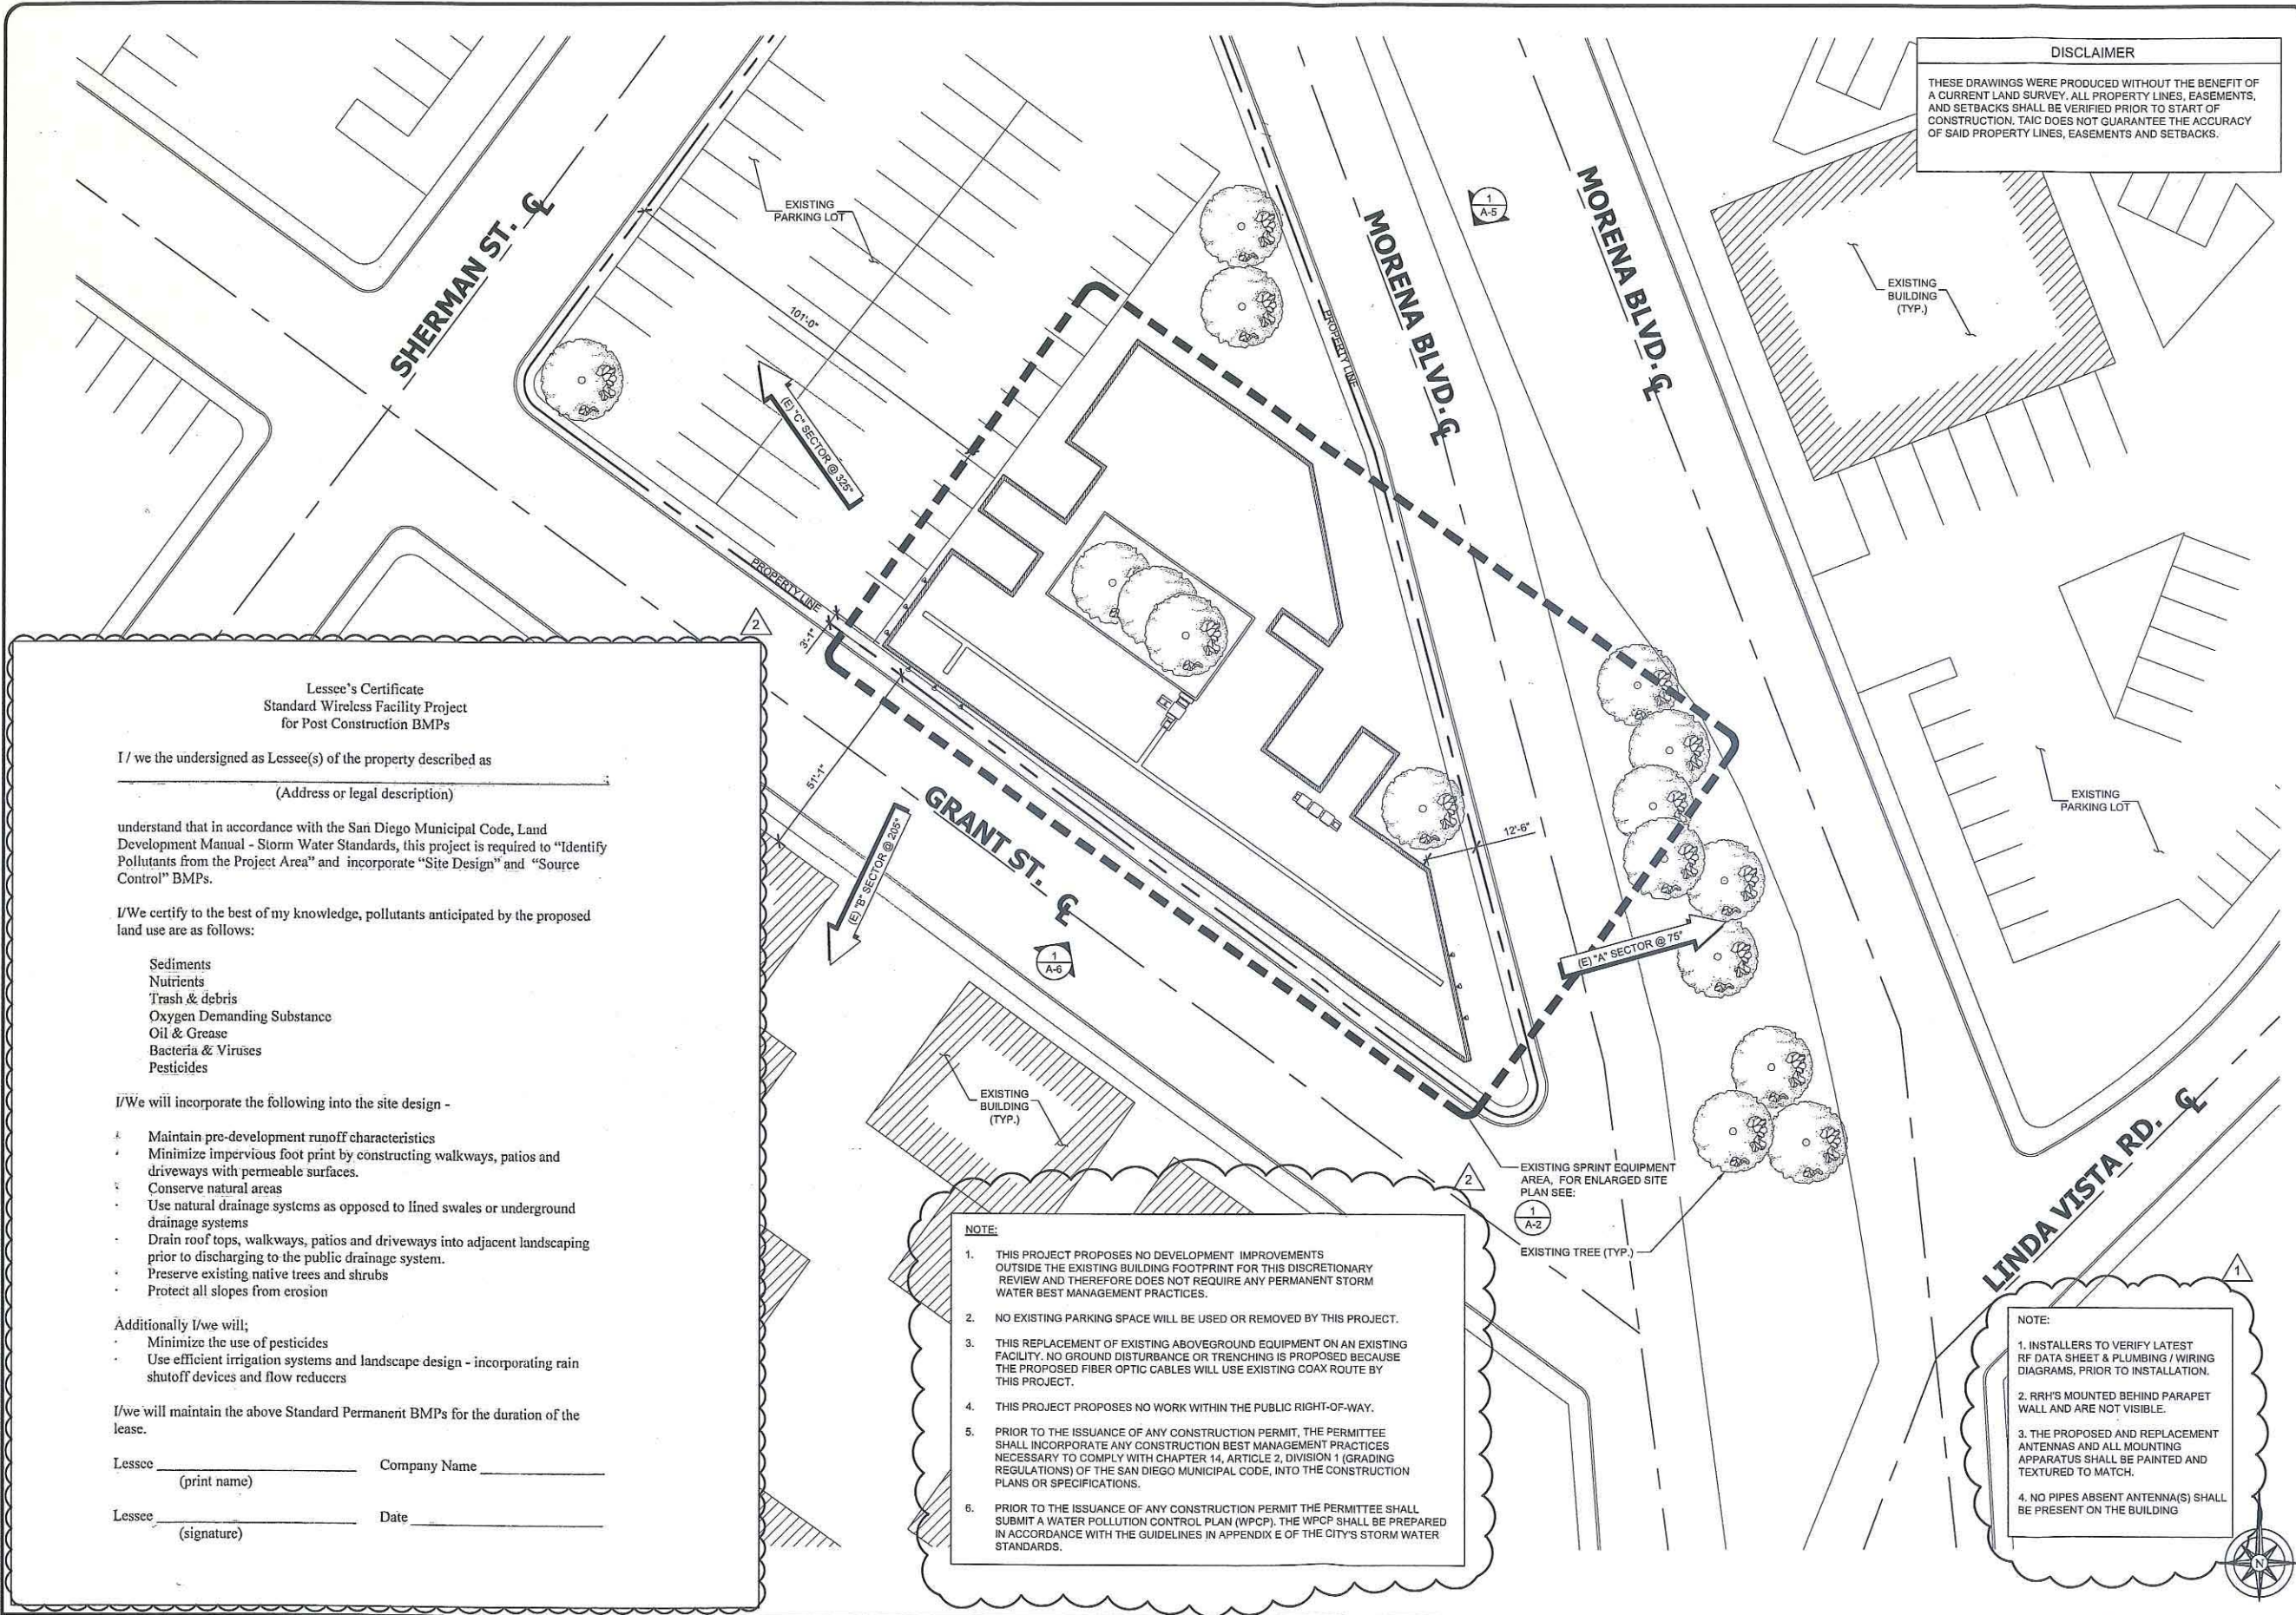 DISCLAIMER
THESE DRAWINGS WERE PRODUCED WITHOUT THE BENEFIT OF
A CURRENT LAND SURVEY. ALL PROPERTY LINES, EASEMENTS,
AND SETBACKS SHALL BE VERIFIED PRIOR TO START OF
CONSTRUCTION. TAIC DOES NOT GUARANTEE THE ACCURACY
OF SAID PROPERTY LINES, EASEMENTS AND SETBACKS.
SHERMAN ST. ℄
EXISTING
PARKING LOT
101'-0"
(E) "C" SECTOR @ 325°
PROPERTY LINE
MORENA BLVD. ℄
1
A-5
MORENA BLVD. ℄
EXISTING
BUILDING
(TYP.)
PROPERTY LINE
2
3'-1"
51'-1"
(E) "B" SECTOR @ 205°
GRANT ST. ℄
1
A-6
12'-6"
(E) "A" SECTOR @ 75°
EXISTING
PARKING LOT
EXISTING
BUILDING
(TYP.)
EXISTING SPRINT EQUIPMENT
AREA, FOR ENLARGED SITE
PLAN SEE:
1
A-2
EXISTING TREE (TYP.)
LINDA VISTA RD. ℄
Lessee's Certificate
Standard Wireless Facility Project
for Post Construction BMPs
I / we the undersigned as Lessee(s) of the property described as
;
(Address or legal description)
understand that in accordance with the San Diego Municipal Code, Land
Development Manual - Storm Water Standards, this project is required to “Identify
Pollutants from the Project Area” and incorporate “Site Design” and “Source
Control” BMPs.
I/We certify to the best of my knowledge, pollutants anticipated by the proposed
land use are as follows:
Sediments
Nutrients
Trash & debris
Oxygen Demanding Substance
Oil & Grease
Bacteria & Viruses
Pesticides
I/We will incorporate the following into the site design -
· Maintain pre-development runoff characteristics
· Minimize impervious foot print by constructing walkways, patios and
driveways with permeable surfaces.
· Conserve natural areas
· Use natural drainage systems as opposed to lined swales or underground
drainage systems
· Drain roof tops, walkways, patios and driveways into adjacent landscaping
prior to discharging to the public drainage system.
· Preserve existing native trees and shrubs
· Protect all slopes from erosion
Additionally I/we will;
· Minimize the use of pesticides
· Use efficient irrigation systems and landscape design - incorporating rain
shutoff devices and flow reducers
I/we will maintain the above Standard Permanent BMPs for the duration of the
lease.
Lessee Company Name
(print name)
Lessee Date
(signature)
2
NOTE:
1. THIS PROJECT PROPOSES NO DEVELOPMENT IMPROVEMENTS
OUTSIDE THE EXISTING BUILDING FOOTPRINT FOR THIS DISCRETIONARY
REVIEW AND THEREFORE DOES NOT REQUIRE ANY PERMANENT STORM
WATER BEST MANAGEMENT PRACTICES.
2. NO EXISTING PARKING SPACE WILL BE USED OR REMOVED BY THIS PROJECT.
3. THIS REPLACEMENT OF EXISTING ABOVEGROUND EQUIPMENT ON AN EXISTING
FACILITY. NO GROUND DISTURBANCE OR TRENCHING IS PROPOSED BECAUSE
THE PROPOSED FIBER OPTIC CABLES WILL USE EXISTING COAX ROUTE BY
THIS PROJECT.
4. THIS PROJECT PROPOSES NO WORK WITHIN THE PUBLIC RIGHT-OF-WAY.
5. PRIOR TO THE ISSUANCE OF ANY CONSTRUCTION PERMIT, THE PERMITTEE
SHALL INCORPORATE ANY CONSTRUCTION BEST MANAGEMENT PRACTICES
NECESSARY TO COMPLY WITH CHAPTER 14, ARTICLE 2, DIVISION 1 (GRADING
REGULATIONS) OF THE SAN DIEGO MUNICIPAL CODE, INTO THE CONSTRUCTION
PLANS OR SPECIFICATIONS.
6. PRIOR TO THE ISSUANCE OF ANY CONSTRUCTION PERMIT THE PERMITTEE SHALL
SUBMIT A WATER POLLUTION CONTROL PLAN (WPCP). THE WPCP SHALL BE PREPARED
IN ACCORDANCE WITH THE GUIDELINES IN APPENDIX E OF THE CITY'S STORM WATER
STANDARDS.
1
NOTE:
1. INSTALLERS TO VERIFY LATEST
RF DATA SHEET & PLUMBING / WIRING
DIAGRAMS, PRIOR TO INSTALLATION.
2. RRH'S MOUNTED BEHIND PARAPET
WALL AND ARE NOT VISIBLE.
3. THE PROPOSED AND REPLACEMENT
ANTENNAS AND ALL MOUNTING
APPARATUS SHALL BE PAINTED AND
TEXTURED TO MATCH.
4. NO PIPES ABSENT ANTENNA(S) SHALL
BE PRESENT ON THE BUILDING
N